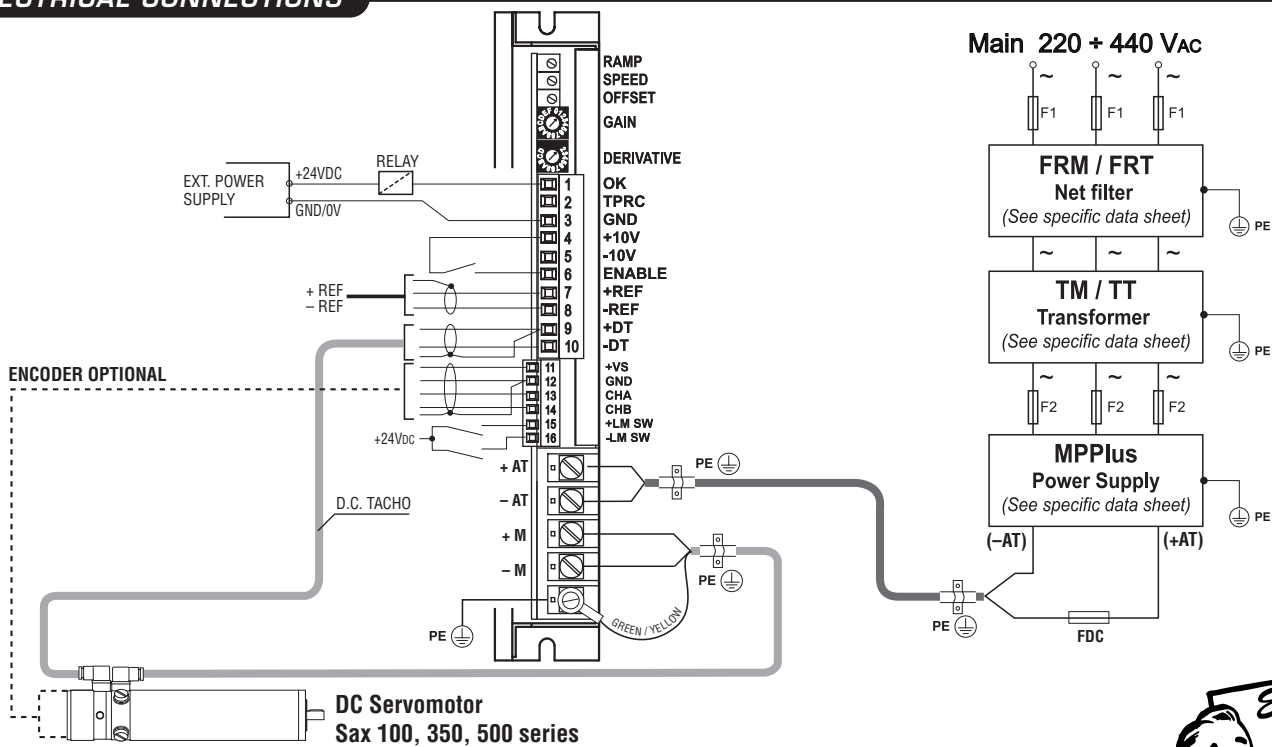 ECTRICAL CONNECTIONS
RAMP
SPEED
OFFSET
GAIN
DERIVATIVE
EXT. POWER
SUPPLY
+24VDC
GND/0V
RELAY
1 OK
2 TPRC
3 GND
4 +10V
5 -10V
6 ENABLE
7 +REF
8 -REF
9 +DT
10 -DT
11 +VS
12 GND
13 CHA
14 CHB
15 +LM SW
16 -LM SW
+ REF
– REF
ENCODER OPTIONAL
+24VDC
D.C. TACHO
+ AT
– AT
+ M
– M
PE
PE
PE
GREEN / YELLOW
DC Servomotor
Sax 100, 350, 500 series
Main 220 ÷ 440 VAC
~ ~ ~
F1 F1 F1
FRM / FRT
Net filter
(See specific data sheet)
PE
~ ~ ~
TM / TT
Transformer
(See specific data sheet)
PE
~ ~ ~
F2 F2 F2
MPPlus
Power Supply
(See specific data sheet)
PE
(–AT) (+AT)
PE
FDC